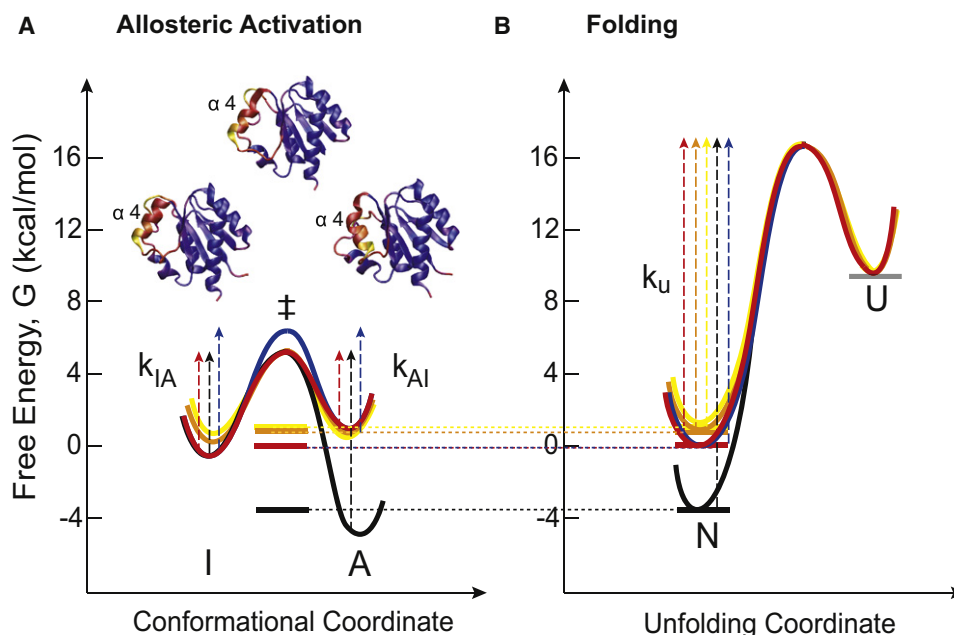 A Allosteric Activation
B Folding
Free Energy, G (kcal/mol)
16
12
8
4
0
-4
α 4
α 4
α 4
‡
kIA
kAI
I
A
Conformational Coordinate
16
12
8
4
0
-4
ku
U
N
Unfolding Coordinate